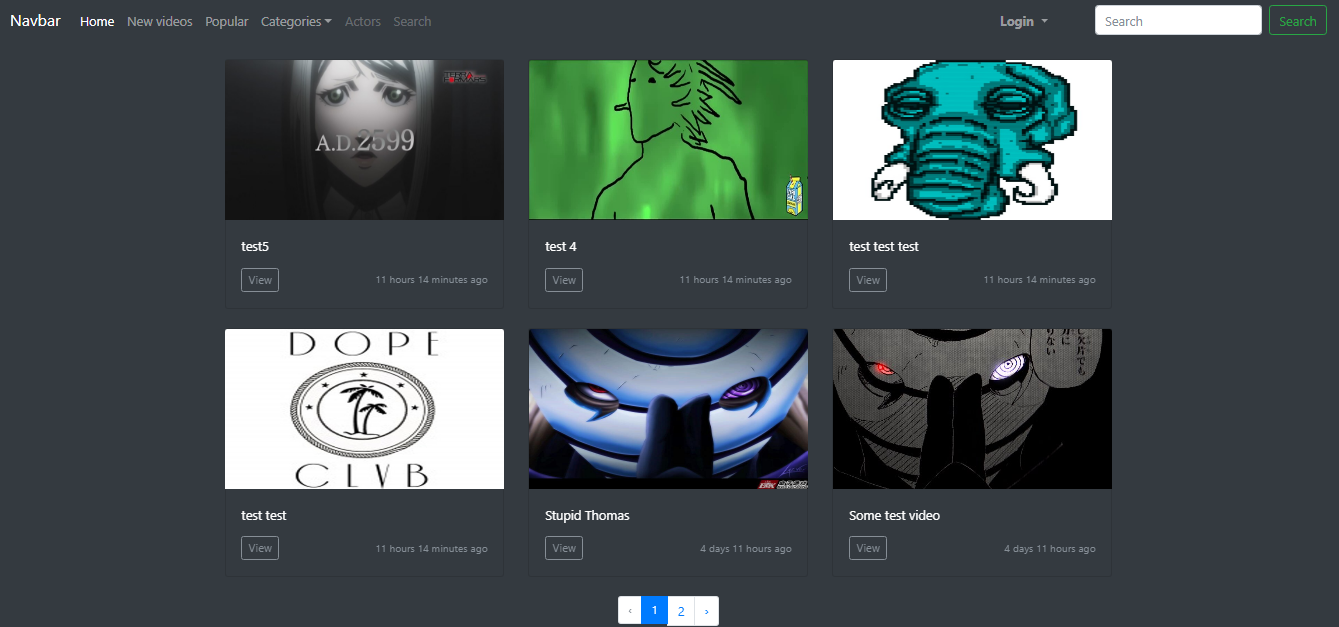 Navbar Home New videos Popular Categories Actors Search Login Search Search
A.D.2599
test5
View 11 hours 14 minutes ago
test 4
View 11 hours 14 minutes ago
test test test
View 11 hours 14 minutes ago
DOPE
CLVB
test test
View 11 hours 14 minutes ago
Stupid Thomas
View 4 days 11 hours ago
Some test video
View 4 days 11 hours ago
‹ 1 2 ›